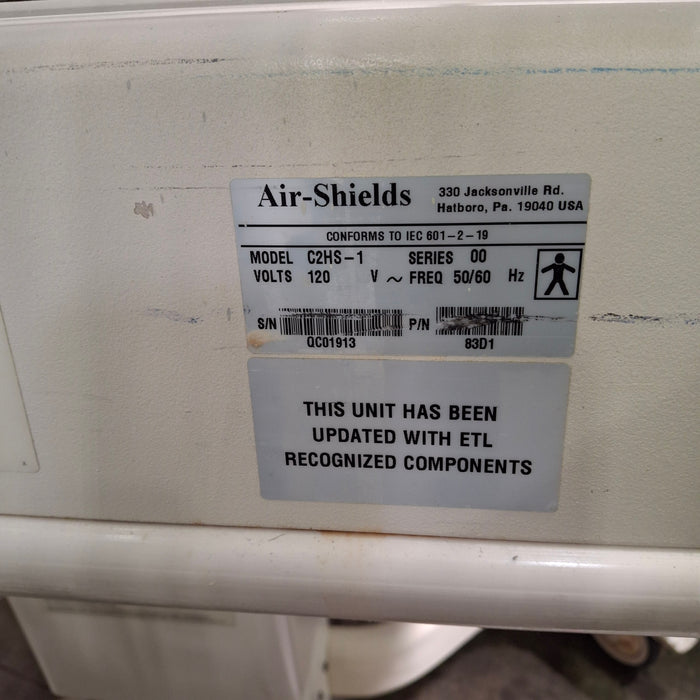 Air-Shields
330 Jacksonville Rd.
Hatboro, Pa. 19040 USA
CONFORMS TO IEC 601-2-19
MODEL C2HS-1 SERIES 00
VOLTS 120 V ~ FREQ 50/60 Hz
S/N P/N
QC01913 83D1
THIS UNIT HAS BEEN
UPDATED WITH ETL
RECOGNIZED COMPONENTS